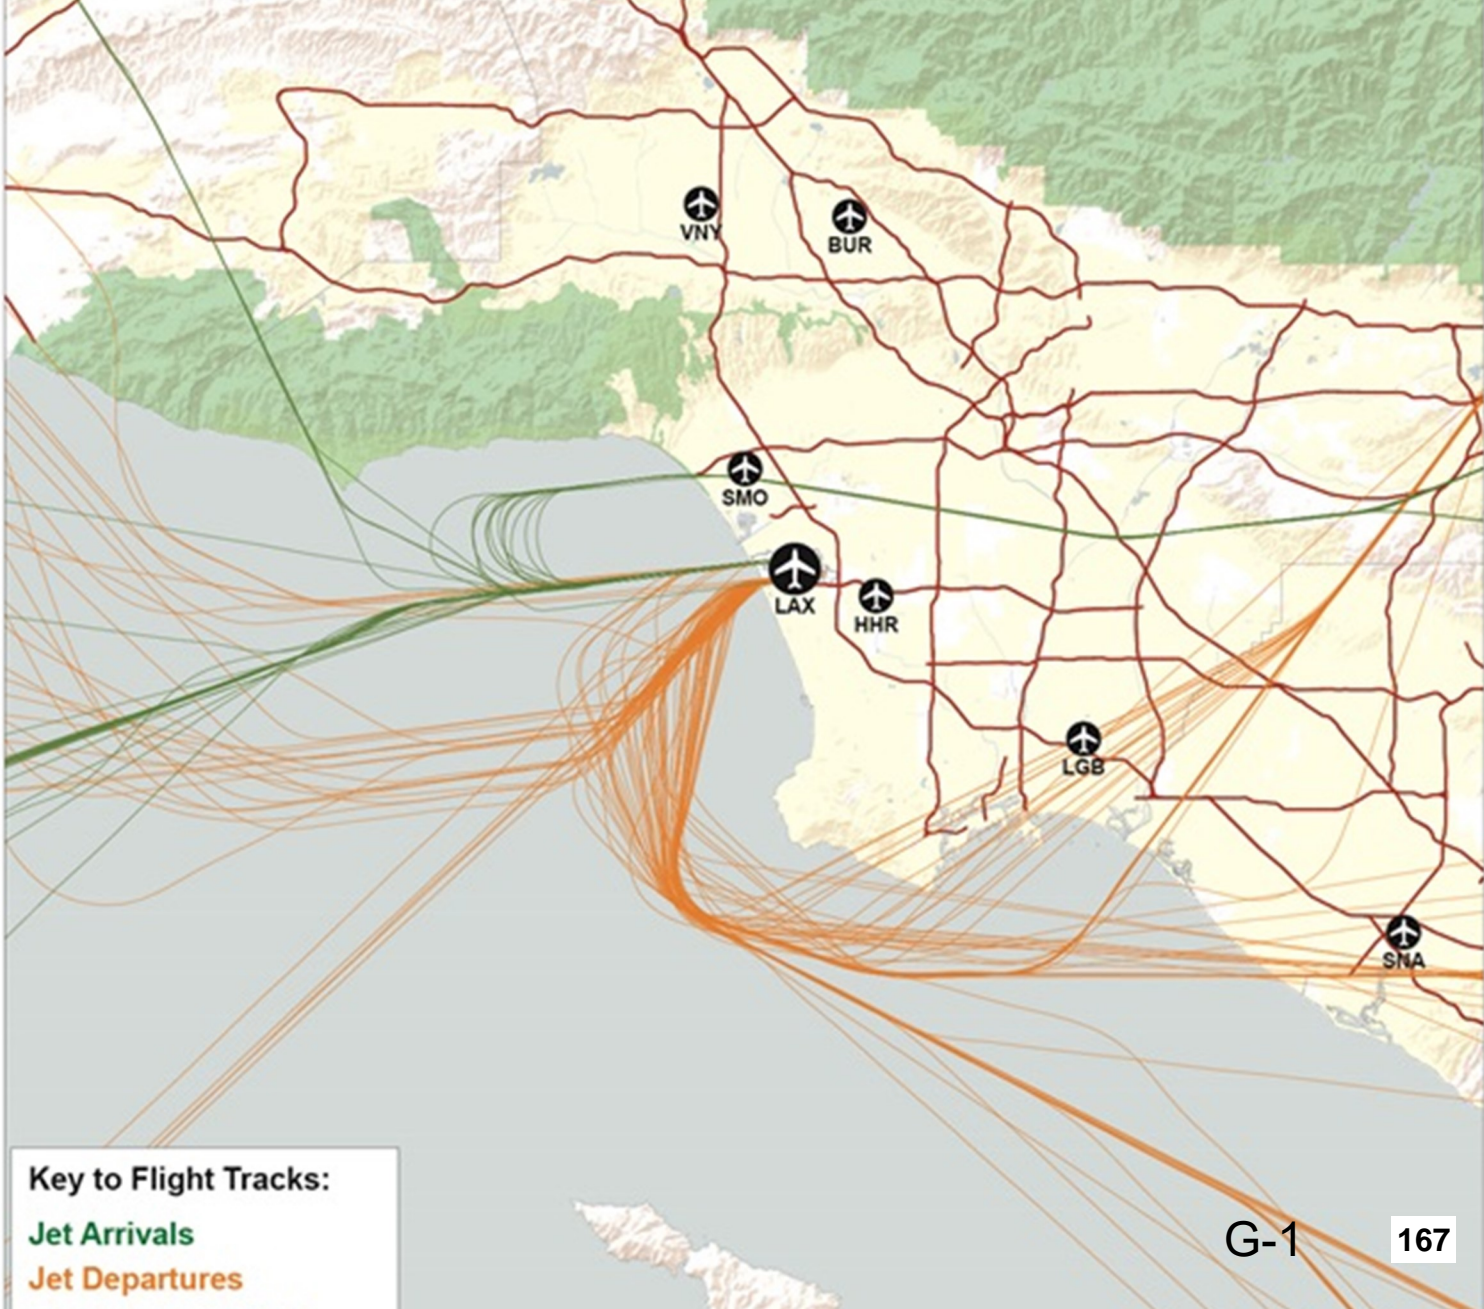 VNY
BUR
SMO
LAX
HHR
LGB
SNA
Key to Flight Tracks:
Jet Arrivals
Jet Departures
G-1
167